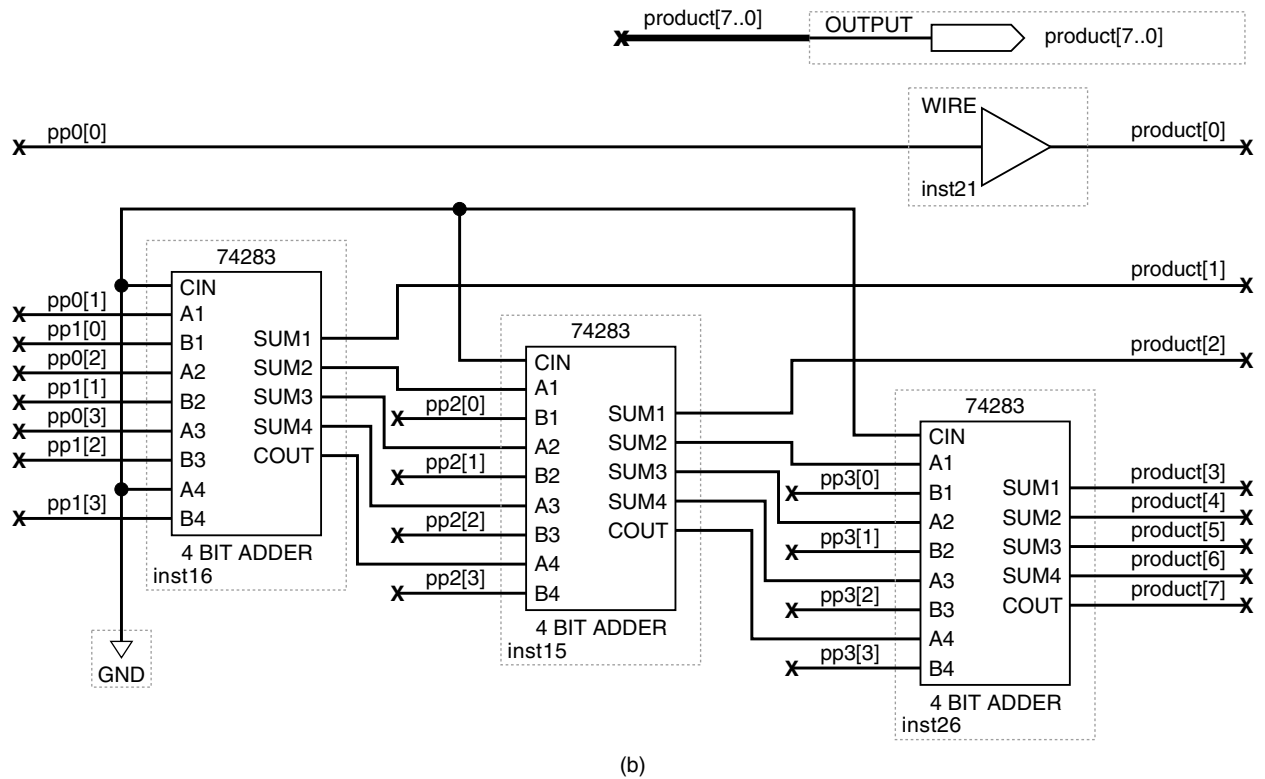 product[7..0] OUTPUT product[7..0]
pp0[0] WIRE product[0]
inst21
74283
CIN
pp0[1] A1
pp1[0] B1
pp0[2] A2
pp1[1] B2
pp0[3] A3
pp1[2] B3
A4
pp1[3] B4
SUM1
SUM2
SUM3
SUM4
COUT
4 BIT ADDER
inst16
GND
product[1]
74283
CIN
A1
pp2[0] B1
A2
pp2[1] B2
A3
pp2[2] B3
A4
pp2[3] B4
SUM1
SUM2
SUM3
SUM4
COUT
4 BIT ADDER
inst15
product[2]
74283
CIN
A1
pp3[0] B1
A2
pp3[1] B2
A3
pp3[2] B3
A4
pp3[3] B4
SUM1 product[3]
SUM2 product[4]
SUM3 product[5]
SUM4 product[6]
COUT product[7]
4 BIT ADDER
inst26
(b)